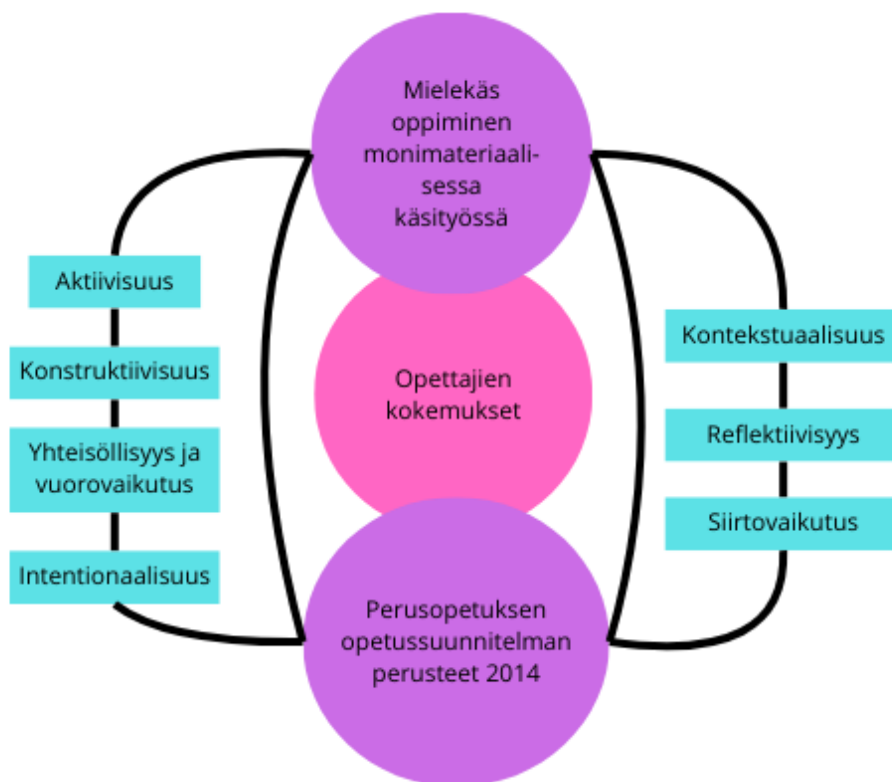 Mielekäs
oppiminen
monimateriaali-
sessa
käsityössä
Aktiivisuus
Konstruktiivisuus
Yhteisöllisyys ja
vuorovaikutus
Intentionaalisuus
Opettajien
kokemukset
Kontekstuaalisuus
Reflektiivisyys
Siirtovaikutus
Perusopetuksen
opetussuunnitelman
perusteet 2014